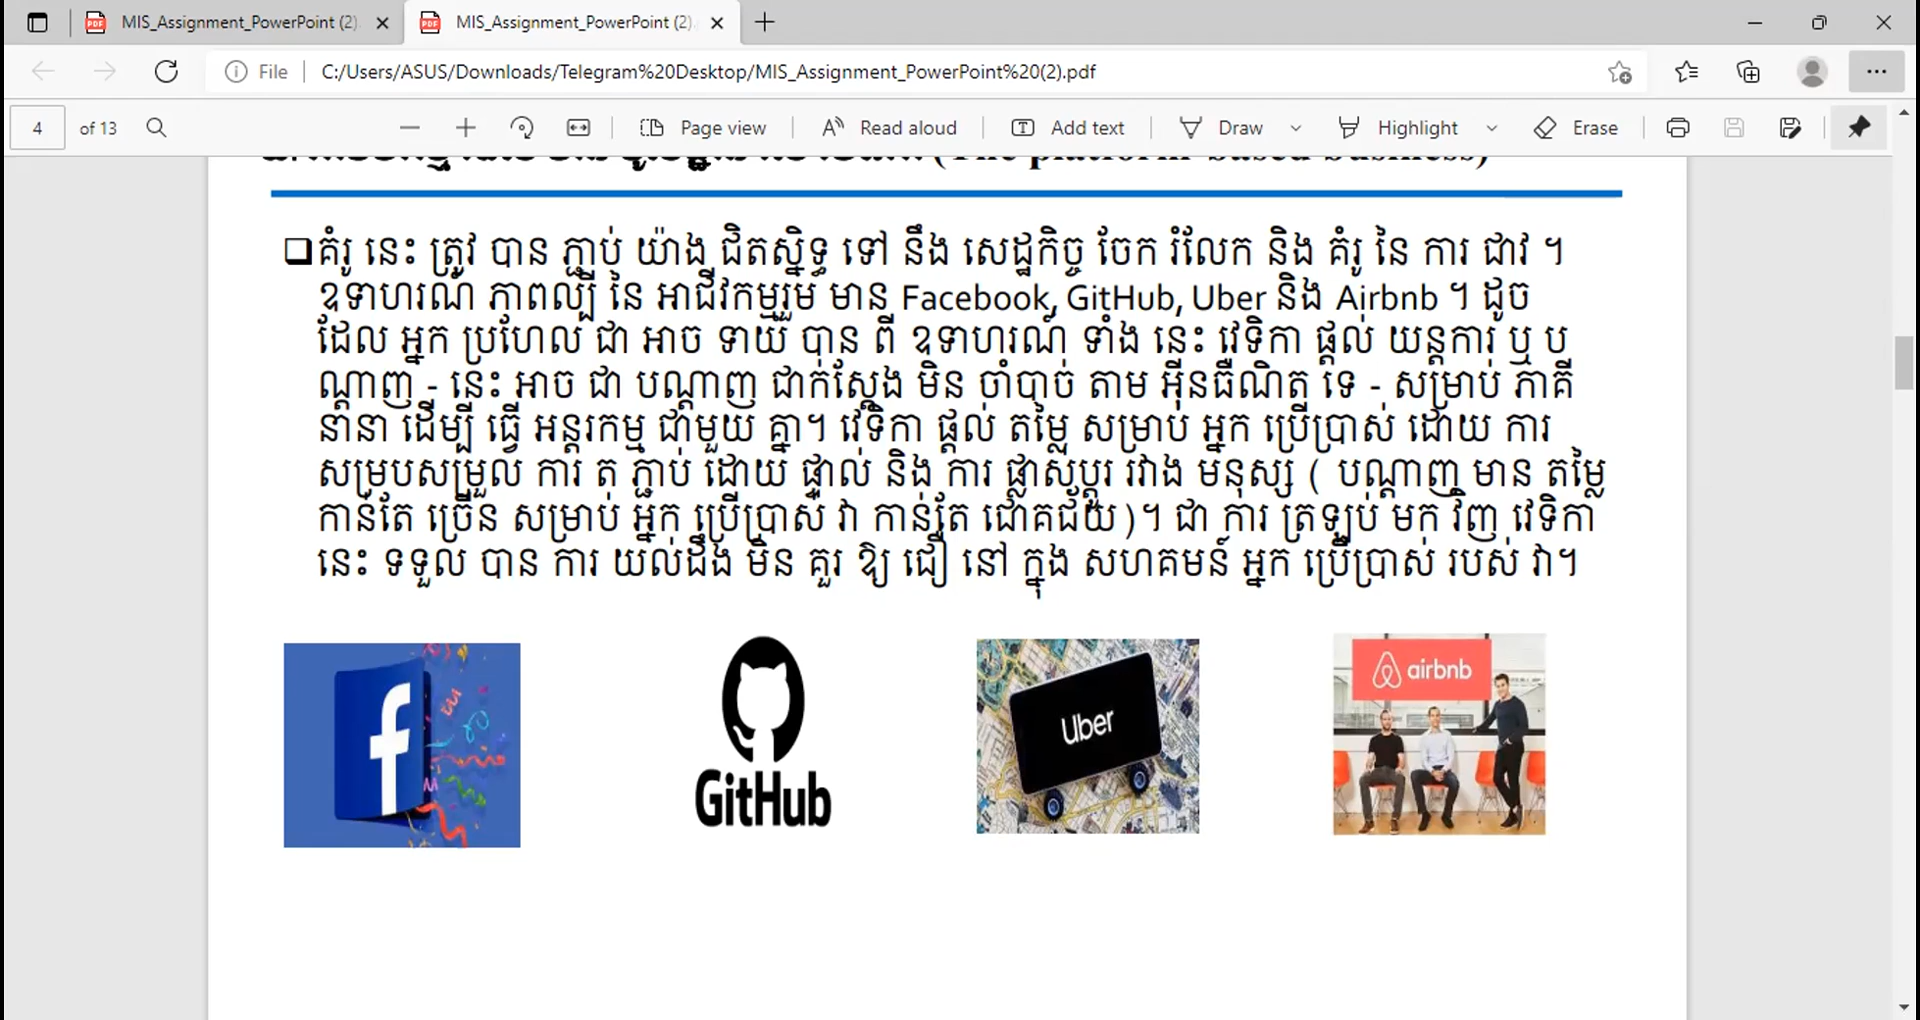 MIS_Assignment_PowerPoint (2).
MIS_Assignment_PowerPoint (2).
File
C:/Users/ASUS/Downloads/Telegram%20Desktop/MIS_Assignment_PowerPoint%20(2).pdf
4 of 13
Page view
Read aloud
Add text
Draw
Highlight
Erase
(The platform-based business)
គំរូ នេះ ត្រូវ បាន ភ្ជាប់ យ៉ាង ជិតស្និទ្ធ ទៅ នឹង សេដ្ឋកិច្ច ចែក រំលែក និង គំរូ នៃ ការ ជាវ ។
ឧទាហរណ៍ ភាពល្បី នៃ អាជីវកម្មរួម មាន Facebook, GitHub, Uber និង Airbnb ។ ដូច
ដែល អ្នក ប្រហែល ជា អាច ទាយ បាន ពី ឧទាហរណ៍ ទាំង នេះ វេទិកា ផ្តល់ យន្តការ ឬ ប
ណ្តាញ - នេះ អាច ជា បណ្តាញ ជាក់ស្តែង មិន ចាំបាច់ តាម អ៊ីនធឺណិត ទេ - សម្រាប់ ភាគី
នានា ដើម្បី ធ្វើ អន្តរកម្ម ជាមួយ គ្នា។ វេទិកា ផ្តល់ តម្លៃ សម្រាប់ អ្នក ប្រើប្រាស់ ដោយ ការ
សម្របសម្រួល ការ ត ភ្ជាប់ ដោយ ផ្ទាល់ និង ការ ផ្លាស់ប្តូរ រវាង មនុស្ស ( បណ្តាញ មាន តម្លៃ
កាន់តែ ច្រើន សម្រាប់ អ្នក ប្រើប្រាស់ វា កាន់តែ ជោគជ័យ)។ ជា ការ ត្រឡប់ មក វិញ វេទិកា
នេះ ទទួល បាន ការ យល់ដឹង មិន គួរ ឱ្យ ជឿ នៅ ក្នុង សហគមន៍ អ្នក ប្រើប្រាស់ របស់ វា។
f
GitHub
Uber
airbnb